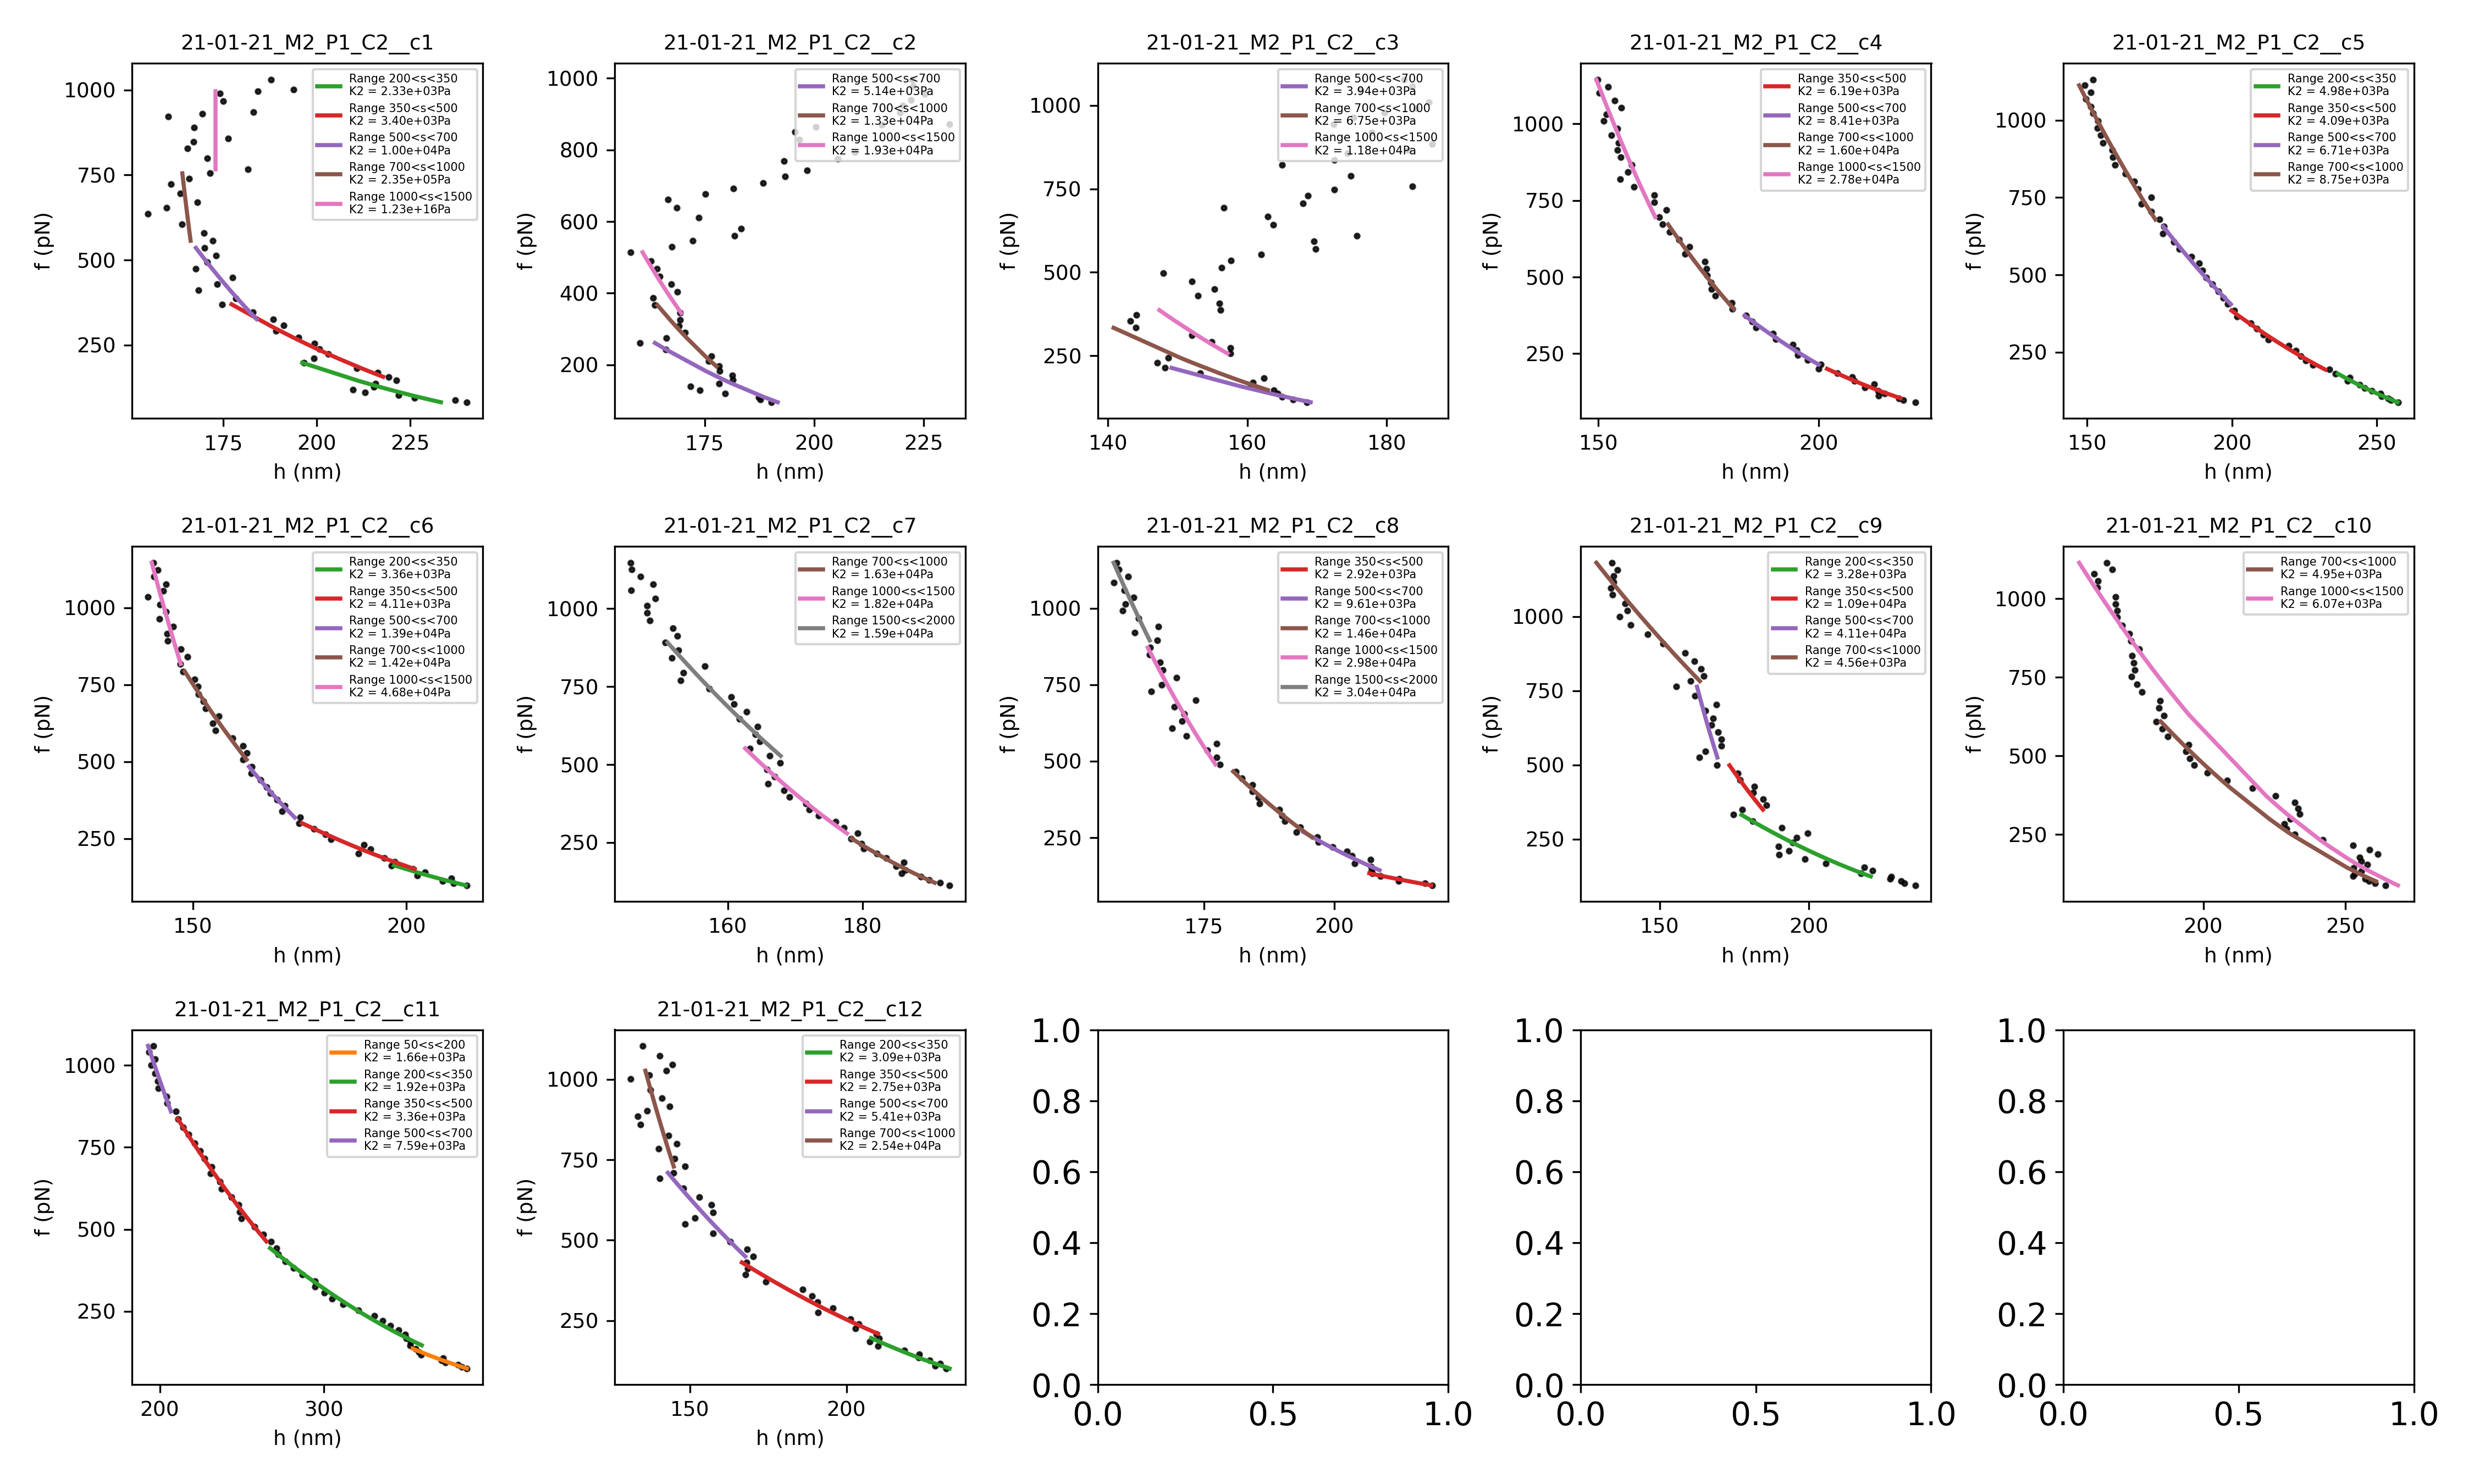 21-01-21_M2_P1_C2__c1
f (pN)
1000
750
500
250
175
200
225
h (nm)
Range 200<s<350
K2 = 2.33e+03Pa
Range 350<s<500
K2 = 3.40e+03Pa
Range 500<s<700
K2 = 1.00e+04Pa
Range 700<s<1000
K2 = 2.35e+05Pa
Range 1000<s<1500
K2 = 1.23e+16Pa
21-01-21_M2_P1_C2__c2
f (pN)
1000
800
600
400
200
175
200
225
h (nm)
Range 500<s<700
K2 = 5.14e+03Pa
Range 700<s<1000
K2 = 1.33e+04Pa
Range 1000<s<1500
K2 = 1.93e+04Pa
21-01-21_M2_P1_C2__c3
f (pN)
1000
750
500
250
140
160
180
h (nm)
Range 500<s<700
K2 = 3.94e+03Pa
Range 700<s<1000
K2 = 6.75e+03Pa
Range 1000<s<1500
K2 = 1.18e+04Pa
21-01-21_M2_P1_C2__c4
f (pN)
1000
750
500
250
150
200
h (nm)
Range 350<s<500
K2 = 6.19e+03Pa
Range 500<s<700
K2 = 8.41e+03Pa
Range 700<s<1000
K2 = 1.60e+04Pa
Range 1000<s<1500
K2 = 2.78e+04Pa
21-01-21_M2_P1_C2__c5
f (pN)
1000
750
500
250
150
200
250
h (nm)
Range 200<s<350
K2 = 4.98e+03Pa
Range 350<s<500
K2 = 4.09e+03Pa
Range 500<s<700
K2 = 6.71e+03Pa
Range 700<s<1000
K2 = 8.75e+03Pa
21-01-21_M2_P1_C2__c6
f (pN)
1000
750
500
250
150
200
h (nm)
Range 200<s<350
K2 = 3.36e+03Pa
Range 350<s<500
K2 = 4.11e+03Pa
Range 500<s<700
K2 = 1.39e+04Pa
Range 700<s<1000
K2 = 1.42e+04Pa
Range 1000<s<1500
K2 = 4.68e+04Pa
21-01-21_M2_P1_C2__c7
f (pN)
1000
750
500
250
160
180
h (nm)
Range 700<s<1000
K2 = 1.63e+04Pa
Range 1000<s<1500
K2 = 1.82e+04Pa
Range 1500<s<2000
K2 = 1.59e+04Pa
21-01-21_M2_P1_C2__c8
f (pN)
1000
750
500
250
175
200
h (nm)
Range 350<s<500
K2 = 2.92e+03Pa
Range 500<s<700
K2 = 9.61e+03Pa
Range 700<s<1000
K2 = 1.46e+04Pa
Range 1000<s<1500
K2 = 2.98e+04Pa
Range 1500<s<2000
K2 = 3.04e+04Pa
21-01-21_M2_P1_C2__c9
f (pN)
1000
750
500
250
150
200
h (nm)
Range 200<s<350
K2 = 3.28e+03Pa
Range 350<s<500
K2 = 1.09e+04Pa
Range 500<s<700
K2 = 4.11e+04Pa
Range 700<s<1000
K2 = 4.56e+03Pa
21-01-21_M2_P1_C2__c10
f (pN)
1000
750
500
250
200
250
h (nm)
Range 700<s<1000
K2 = 4.95e+03Pa
Range 1000<s<1500
K2 = 6.07e+03Pa
21-01-21_M2_P1_C2__c11
f (pN)
1000
750
500
250
200
300
h (nm)
Range 50<s<200
K2 = 1.66e+03Pa
Range 200<s<350
K2 = 1.92e+03Pa
Range 350<s<500
K2 = 3.36e+03Pa
Range 500<s<700
K2 = 7.59e+03Pa
21-01-21_M2_P1_C2__c12
f (pN)
1000
750
500
250
150
200
h (nm)
Range 200<s<350
K2 = 3.09e+03Pa
Range 350<s<500
K2 = 2.75e+03Pa
Range 500<s<700
K2 = 5.41e+03Pa
Range 700<s<1000
K2 = 2.54e+04Pa
1.0
0.8
0.6
0.4
0.2
0.0
0.0
0.5
1.0
1.0
0.8
0.6
0.4
0.2
0.0
0.0
0.5
1.0
1.0
0.8
0.6
0.4
0.2
0.0
0.0
0.5
1.0